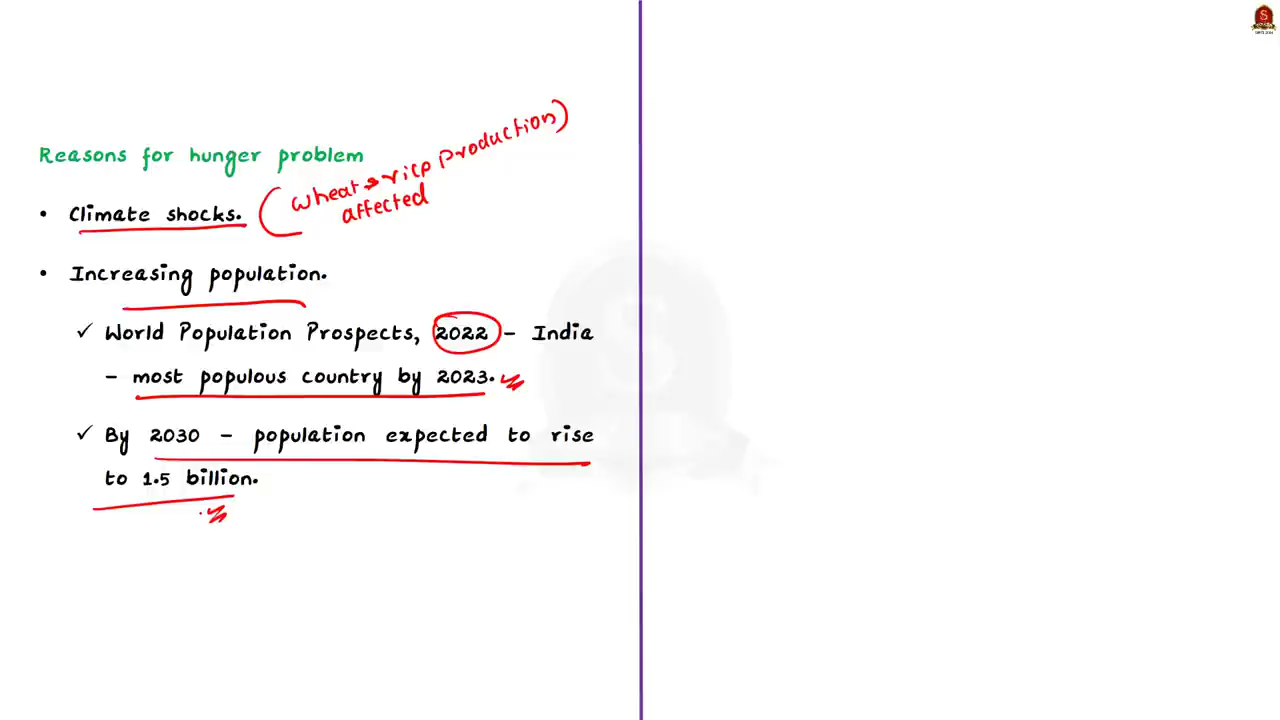 Reasons for hunger problem
• Climate shocks. (wheat & rice production)
affected
• Increasing population.
✓ World Population Prospects, 2022 – India
– most populous country by 2023.
✓ By 2030 – population expected to rise
to 1.5 billion.